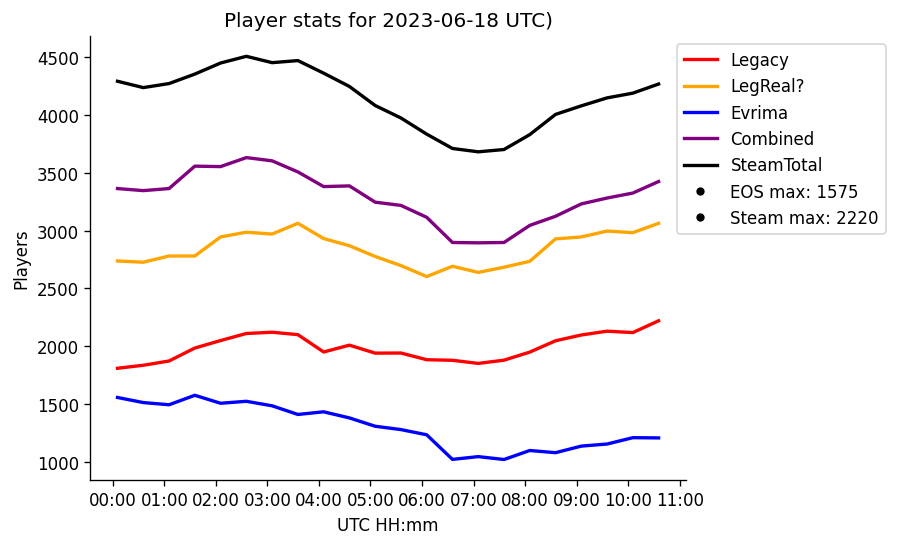 Player stats for 2023-06-18 UTC)
Legacy
LegReal?
Evrima
Combined
SteamTotal
EOS max: 1575
Steam max: 2220
Players
4500
4000
3500
3000
2500
2000
1500
1000
00:00 01:00 02:00 03:00 04:00 05:00 06:00 07:00 08:00 09:00 10:00 11:00
UTC HH:mm